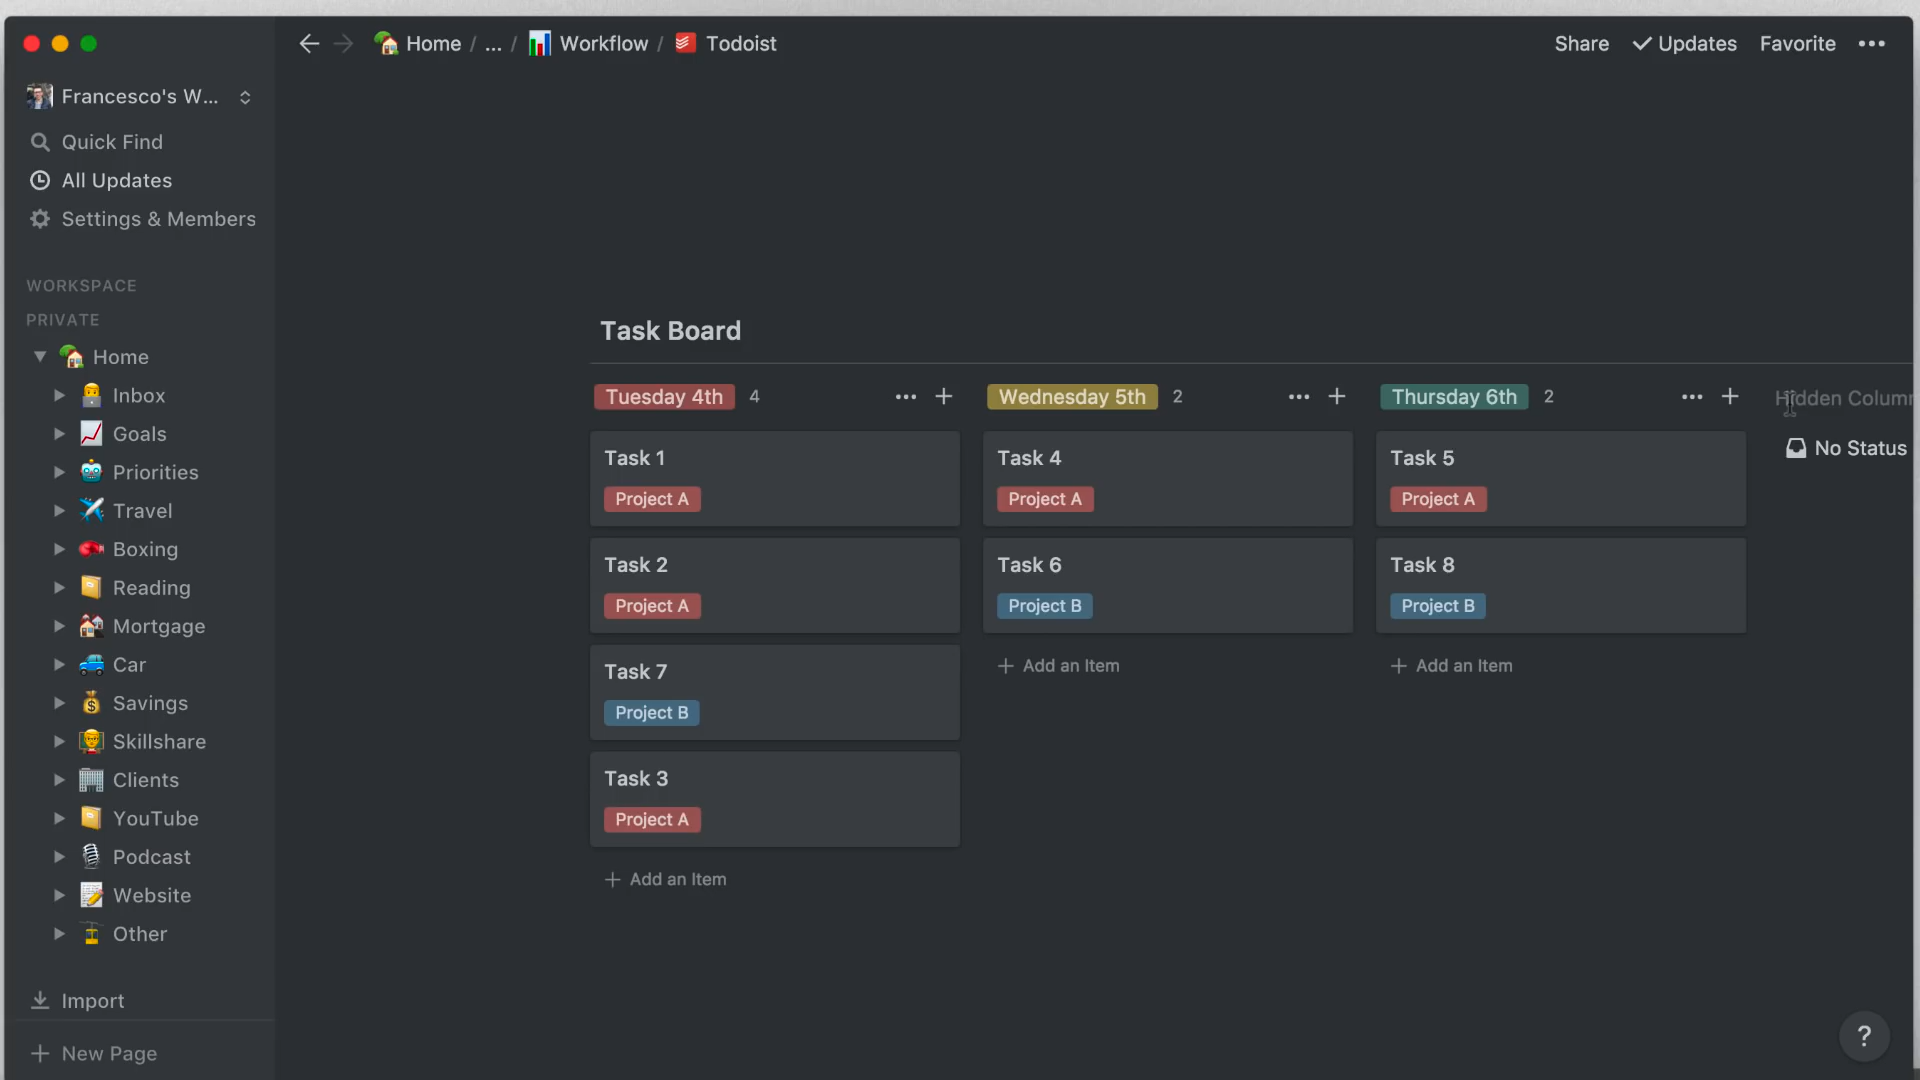 Home / ... / Workflow / Todoist
Share Updates Favorite
Francesco's W...
Quick Find
All Updates
Settings & Members
WORKSPACE
PRIVATE
Home
Inbox
Goals
Priorities
Travel
Boxing
Reading
Mortgage
Car
Savings
Skillshare
Clients
YouTube
Podcast
Website
Other
Import
New Page
Task Board
Tuesday 4th 4
Task 1
Project A
Task 2
Project A
Task 7
Project B
Task 3
Project A
+ Add an Item
Wednesday 5th 2
Task 4
Project A
Task 6
Project B
+ Add an Item
Thursday 6th 2
Task 5
Project A
Task 8
Project B
+ Add an Item
Hidden Column
No Status
?